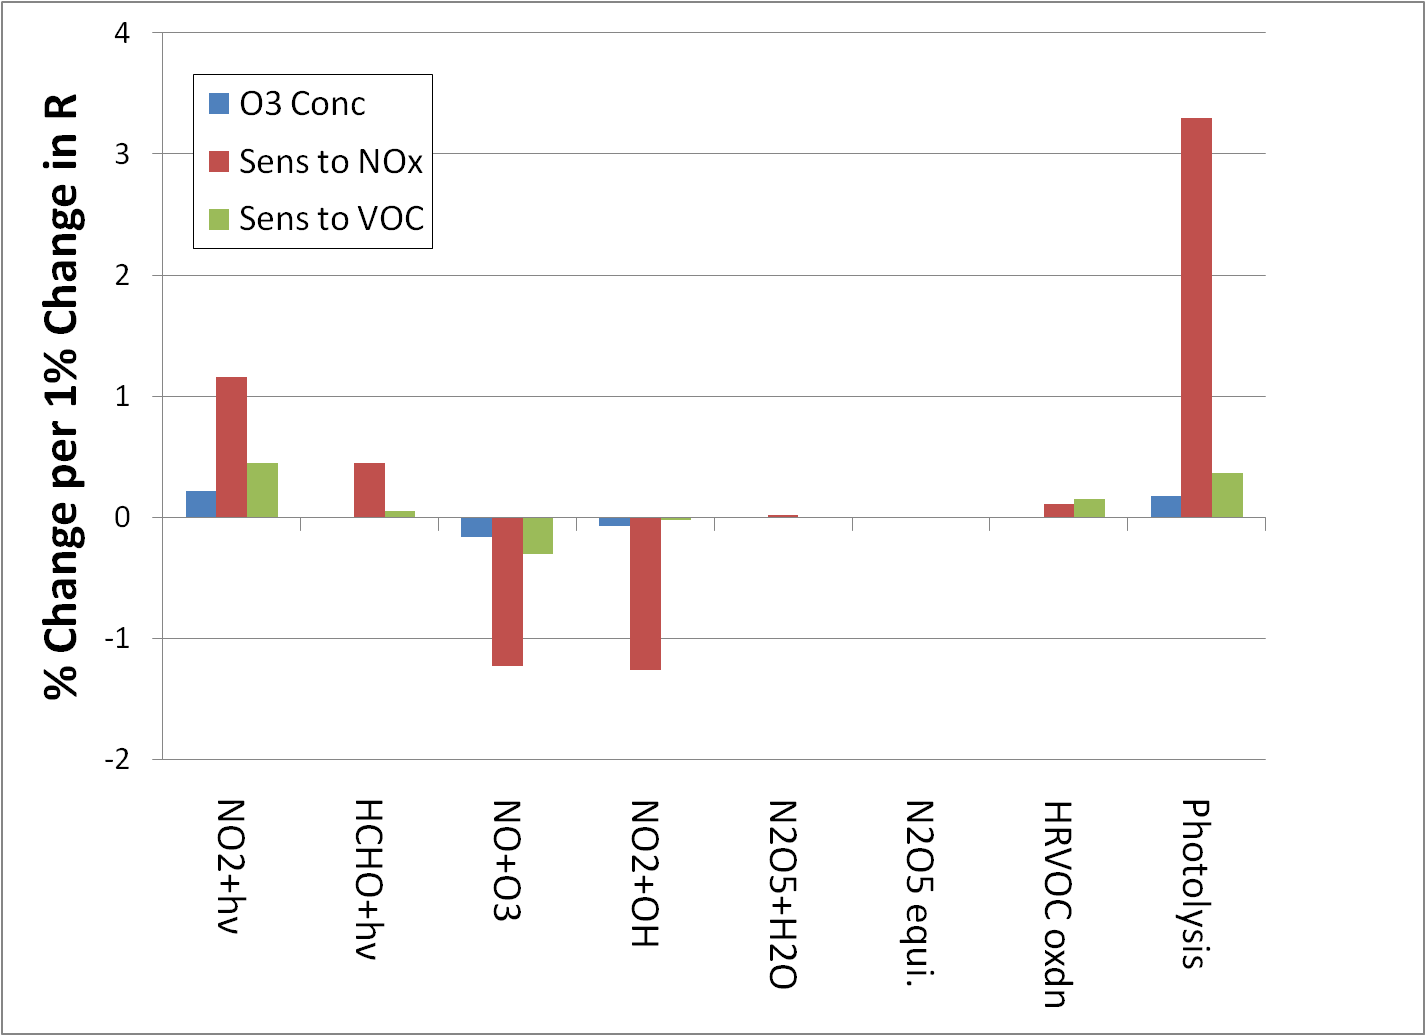 % Change per 1% Change in R
4
3
2
1
0
-1
-2
O3 Conc
Sens to NOx
Sens to VOC
NO2+hv
HCHO+hv
NO+O3
NO2+OH
N2O5+H2O
N2O5 equi.
HRVOC oxdn
Photolysis